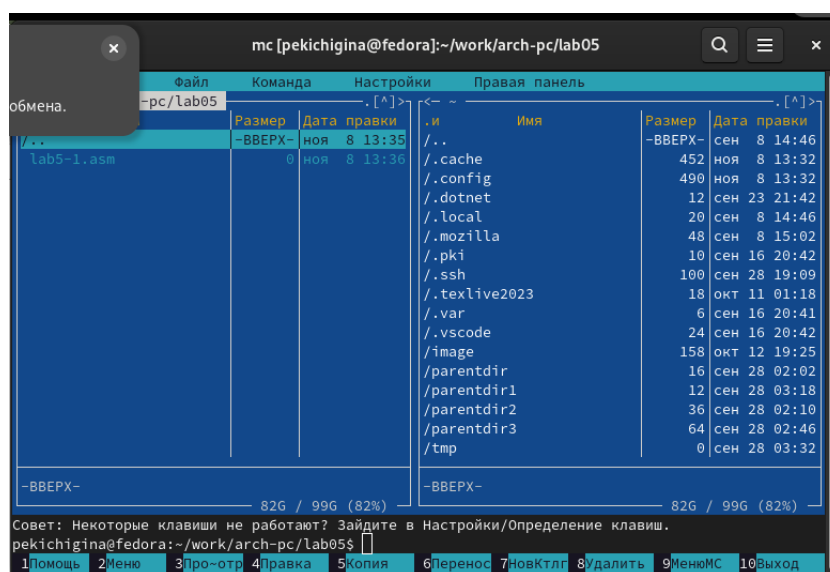 mc [pekichigina@fedora]:~/work/arch-pc/lab05
обмена.
Файл Команда Настройки Правая панель
-pc/lab05 .[^]> <— ~ .[^]>
Размер Дата правки .и Имя Размер Дата правки
/.. -ВВЕРХ- ноя 8 13:35 /.. -ВВЕРХ- сен 8 14:46
lab5-1.asm 0 ноя 8 13:36 /.cache 452 ноя 8 13:32
/.config 490 ноя 8 13:32
/.dotnet 12 сен 23 21:42
/.local 20 сен 8 14:46
/.mozilla 48 сен 8 15:02
/.pki 10 сен 16 20:42
/.ssh 100 сен 28 19:09
/.texlive2023 18 окт 11 01:18
/.var 6 сен 16 20:41
/.vscode 24 сен 16 20:42
/image 158 окт 12 19:25
/parentdir 16 сен 28 02:02
/parentdir1 12 сен 28 03:18
/parentdir2 36 сен 28 02:10
/parentdir3 64 сен 28 02:46
/tmp 0 сен 28 03:32
-ВВЕРХ- -ВВЕРХ-
82G / 99G (82%) 82G / 99G (82%)
Совет: Некоторые клавиши не работают? Зайдите в Настройки/Определение клавиш.
pekichigina@fedora:~/work/arch-pc/lab05$
1Помощь 2Меню 3Про~отр 4Правка 5Копия 6Перенос 7НовКтлг 8Удалить 9МенюMC 10Выход